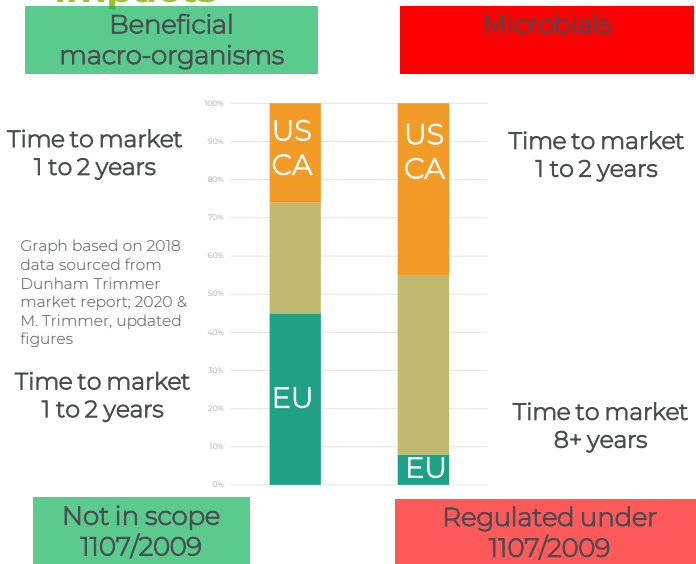 Impacts
Beneficial
macro-organisms
Microbials
Time to market
1 to 2 years
Graph based on 2018
data sourced from
Dunham Trimmer
market report; 2020 &
M. Trimmer, updated
figures
Time to market
1 to 2 years
100%
90%
80%
70%
60%
50%
40%
30%
20%
10%
0%
US
CA
EU
US
CA
EU
Time to market
1 to 2 years
Time to market
8+ years
Not in scope
1107/2009
Regulated under
1107/2009